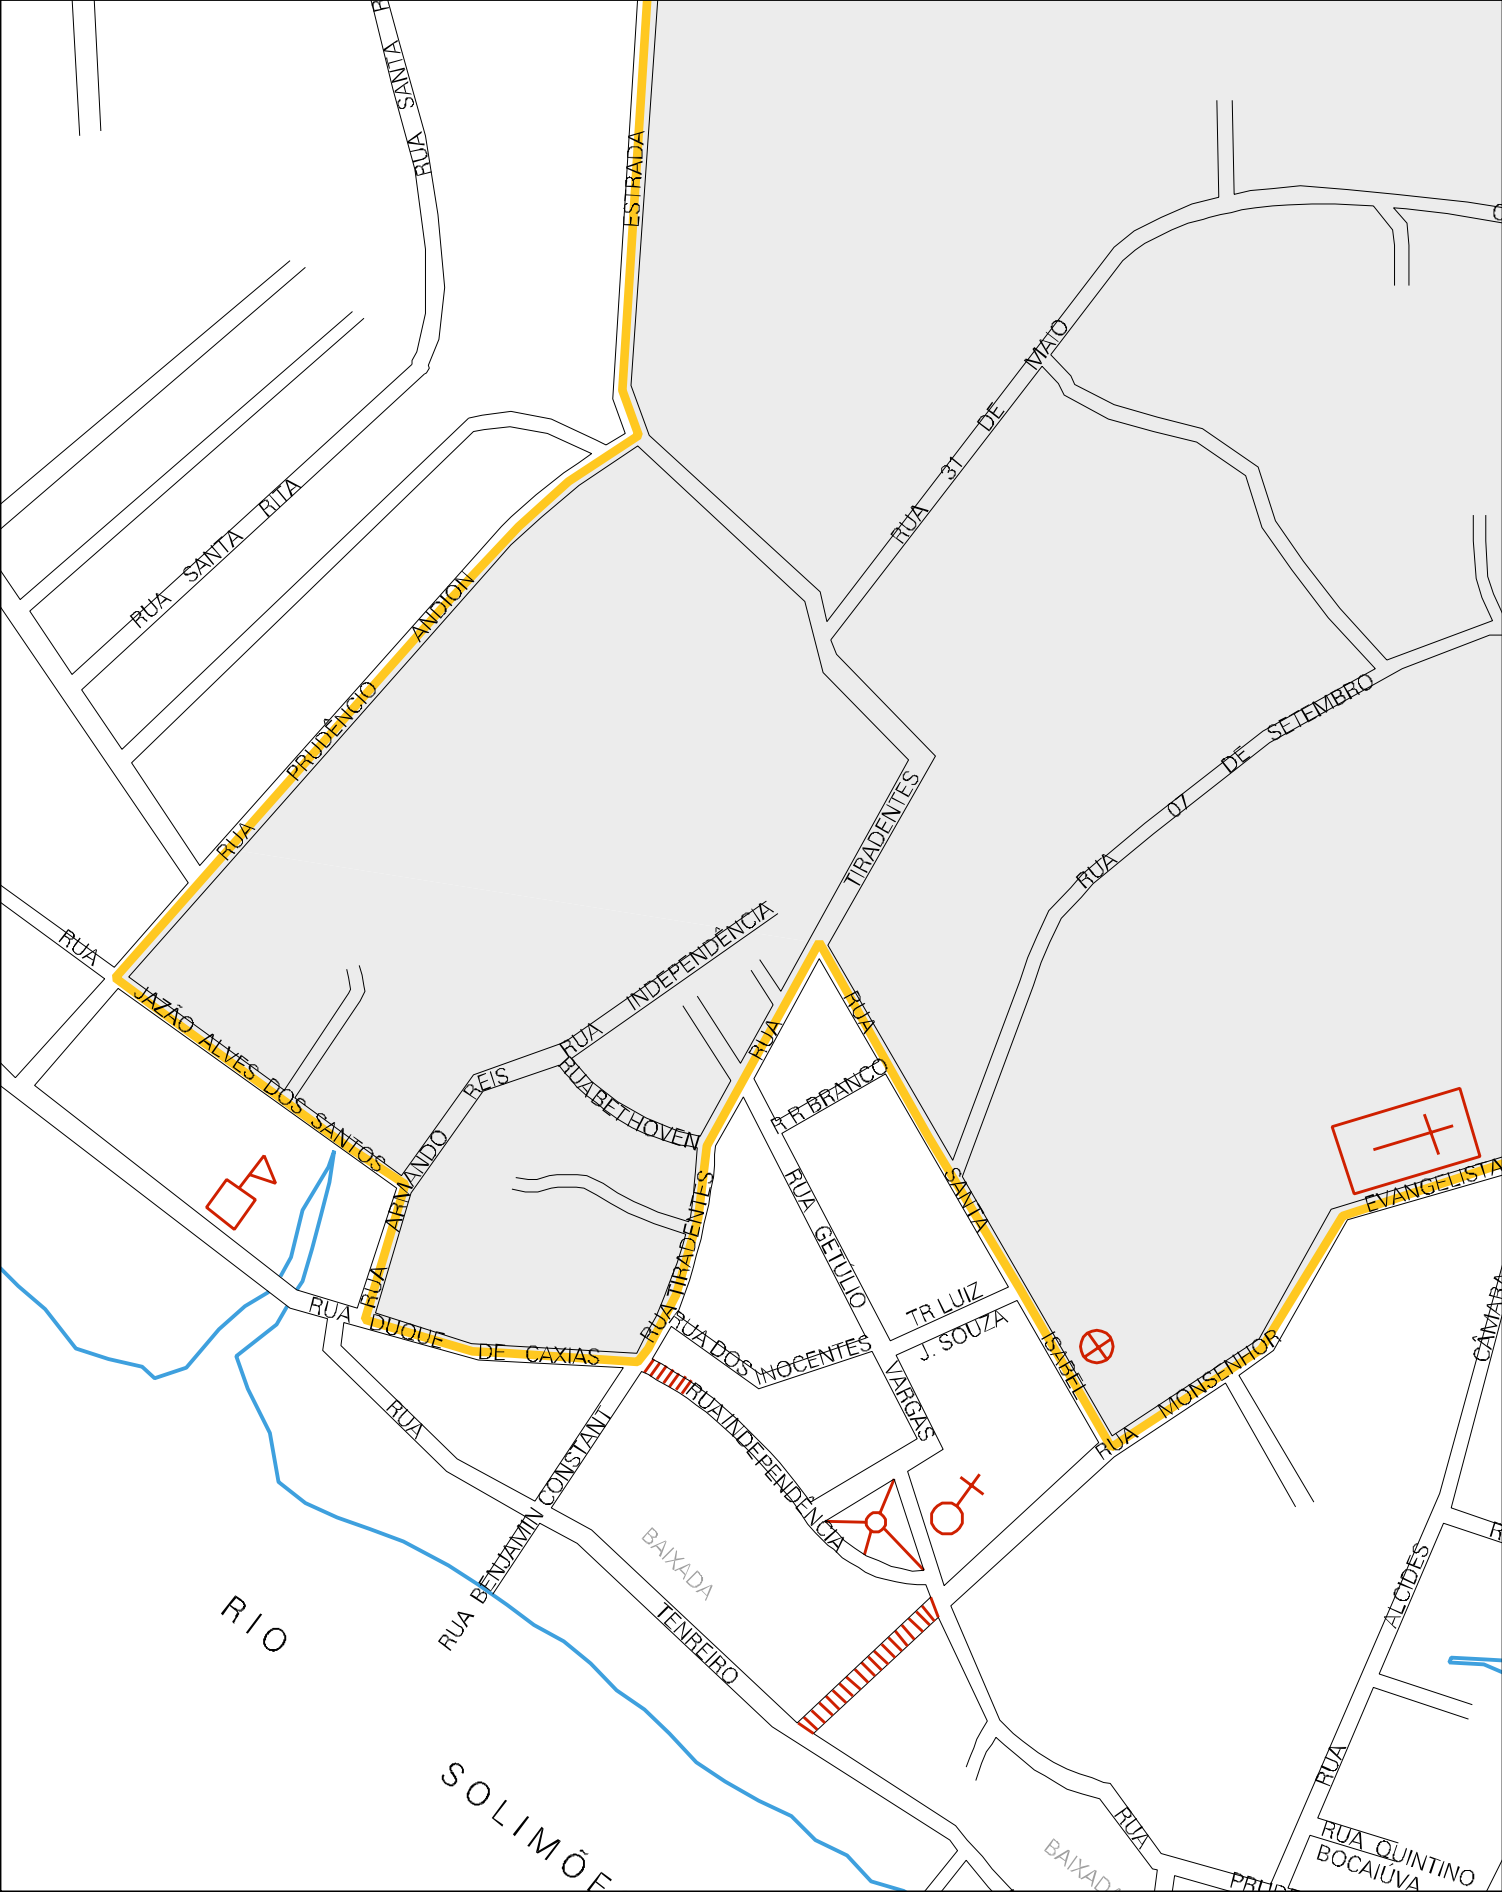 RUA SANTA R
ESTRADA
RUA 31 DE MAIO
RUA SANTA RITA
RUA PRUDÊNCIO ANDION
RUA 07 DE SETEMBRO
TIRADENTES
RUA
JAZÃO ALVES DOS SANTOS
RUA INDEPENDÊNCIA
RUA BETHOVEN
RUA ARMANDO REIS
RUA
RUA SANTA ISABEL
R R BRANCO
RUA TIRADENTES
RUA GETÚLIO VARGAS
TR LUIZ
J. SOUZA
RUA DOS INOCENTES
RUA
DUQUE DE CAXIAS
RUA MONSENHOR EVANGELISTA
CÂMARA
RUA INDEPENDÊNCIA
RUA BENJAMIN CONSTANT
RUA
TENREIRO
BAIXADA
RUA ALCIDES
RIO
SOLIMÕE
RUA
BAIXADA
RUA QUINTINO
BOCAIÚVA